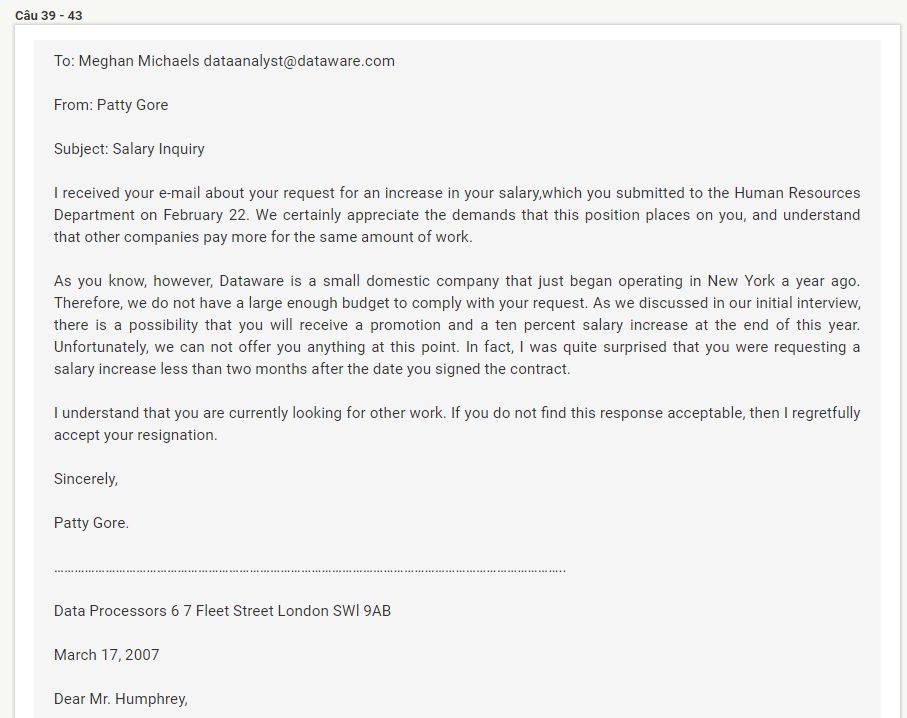 Câu 39 - 43
To: Meghan Michaels dataanalyst@dataware.com
From: Patty Gore
Subject: Salary Inquiry
I received your e-mail about your request for an increase in your salary,which you submitted to the Human Resources
Department on February 22. We certainly appreciate the demands that this position places on you, and understand
that other companies pay more for the same amount of work.
As you know, however, Dataware is a small domestic company that just began operating in New York a year ago.
Therefore, we do not have a large enough budget to comply with your request. As we discussed in our initial interview,
there is a possibility that you will receive a promotion and a ten percent salary increase at the end of this year.
Unfortunately, we can not offer you anything at this point. In fact, I was quite surprised that you were requesting a
salary increase less than two months after the date you signed the contract.
I understand that you are currently looking for other work. If you do not find this response acceptable, then I regretfully
accept your resignation.
Sincerely,
Patty Gore.
………………………………………………………………………………………………………………………………..
Data Processors 6 7 Fleet Street London SWl 9AB
March 17, 2007
Dear Mr. Humphrey,